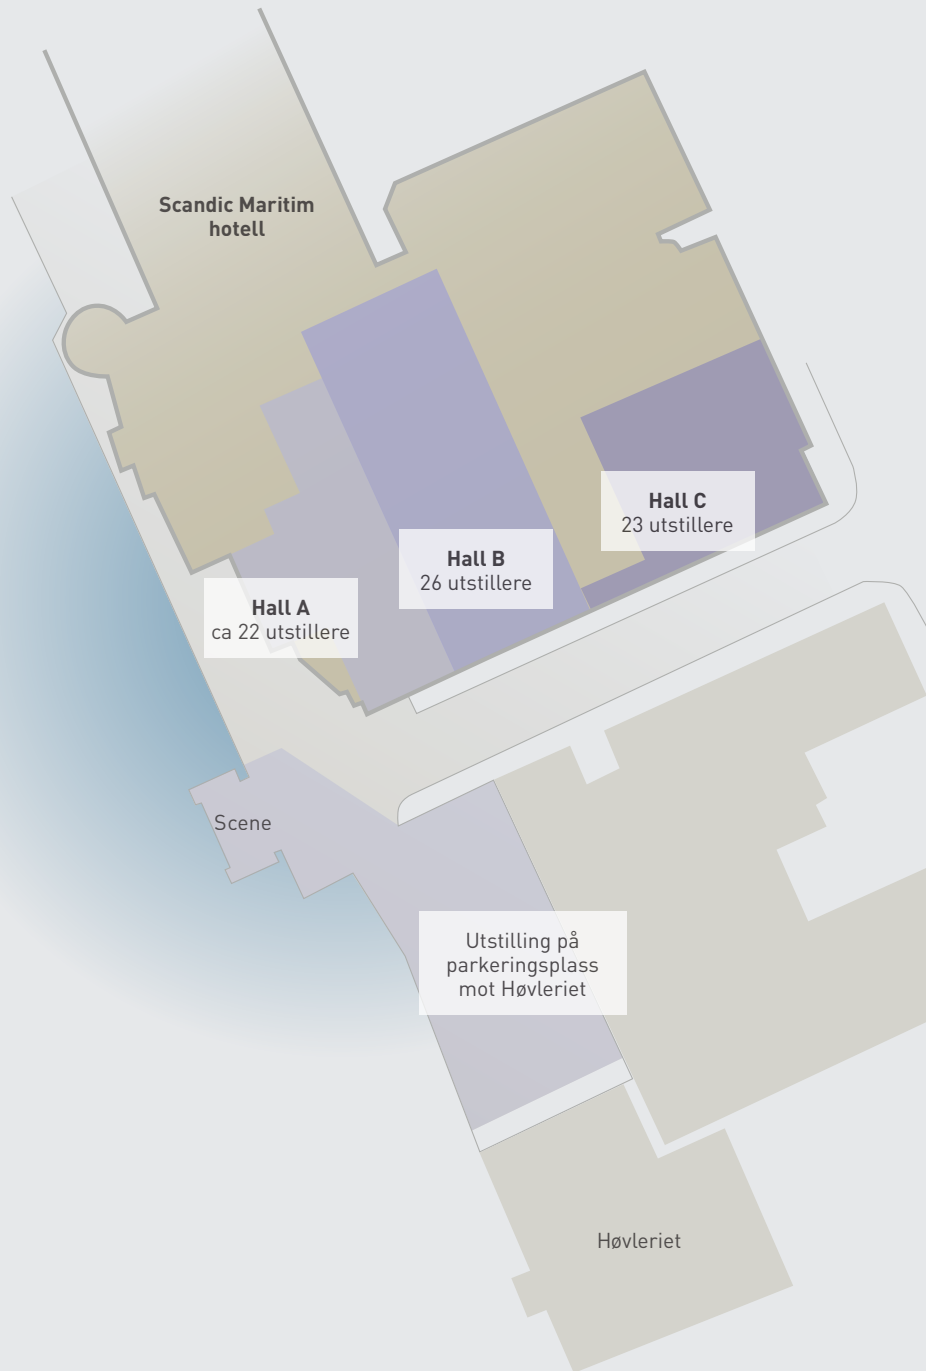 Scandic Maritim
hotell
Hall C
23 utstillere
Hall B
26 utstillere
Hall A
ca 22 utstillere
Scene
Utstilling på
parkeringsplass
mot Høvleriet
Høvleriet